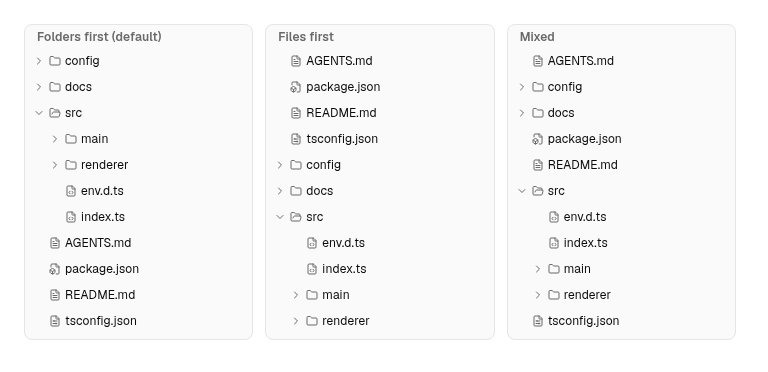 Folders first (default)
config
docs
src
main
renderer
env.d.ts
index.ts
AGENTS.md
package.json
README.md
tsconfig.json
Files first
AGENTS.md
package.json
README.md
tsconfig.json
config
docs
src
env.d.ts
index.ts
main
renderer
Mixed
AGENTS.md
config
docs
package.json
README.md
src
env.d.ts
index.ts
main
renderer
tsconfig.json